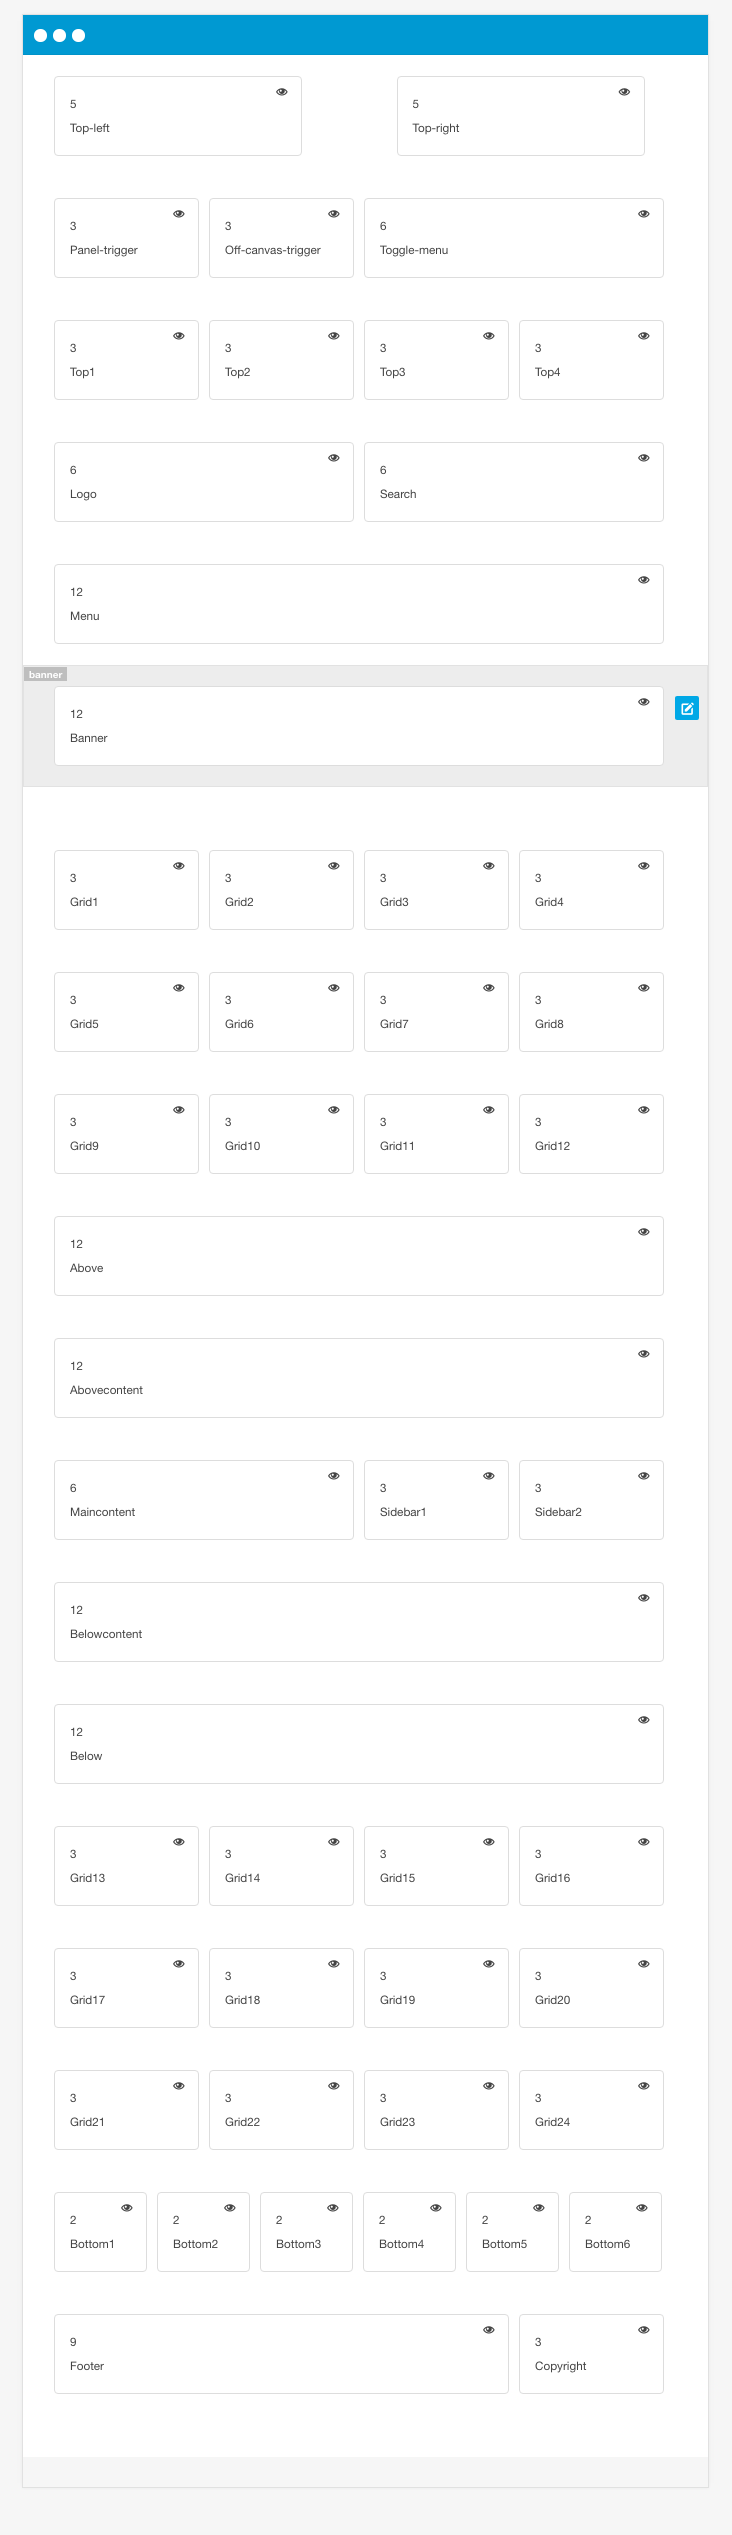 5 5
Top-left Top-right
3 3 6
Panel-trigger Off-canvas-trigger Toggle-menu
3 3 3 3
Top1 Top2 Top3 Top4
6 6
Logo Search
12
Menu
banner
12
Banner
3 3 3 3
Grid1 Grid2 Grid3 Grid4
3 3 3 3
Grid5 Grid6 Grid7 Grid8
3 3 3 3
Grid9 Grid10 Grid11 Grid12
12
Above
12
Abovecontent
6 3 3
Maincontent Sidebar1 Sidebar2
12
Belowcontent
12
Below
3 3 3 3
Grid13 Grid14 Grid15 Grid16
3 3 3 3
Grid17 Grid18 Grid19 Grid20
3 3 3 3
Grid21 Grid22 Grid23 Grid24
2 2 2 2 2 2
Bottom1 Bottom2 Bottom3 Bottom4 Bottom5 Bottom6
9 3
Footer Copyright